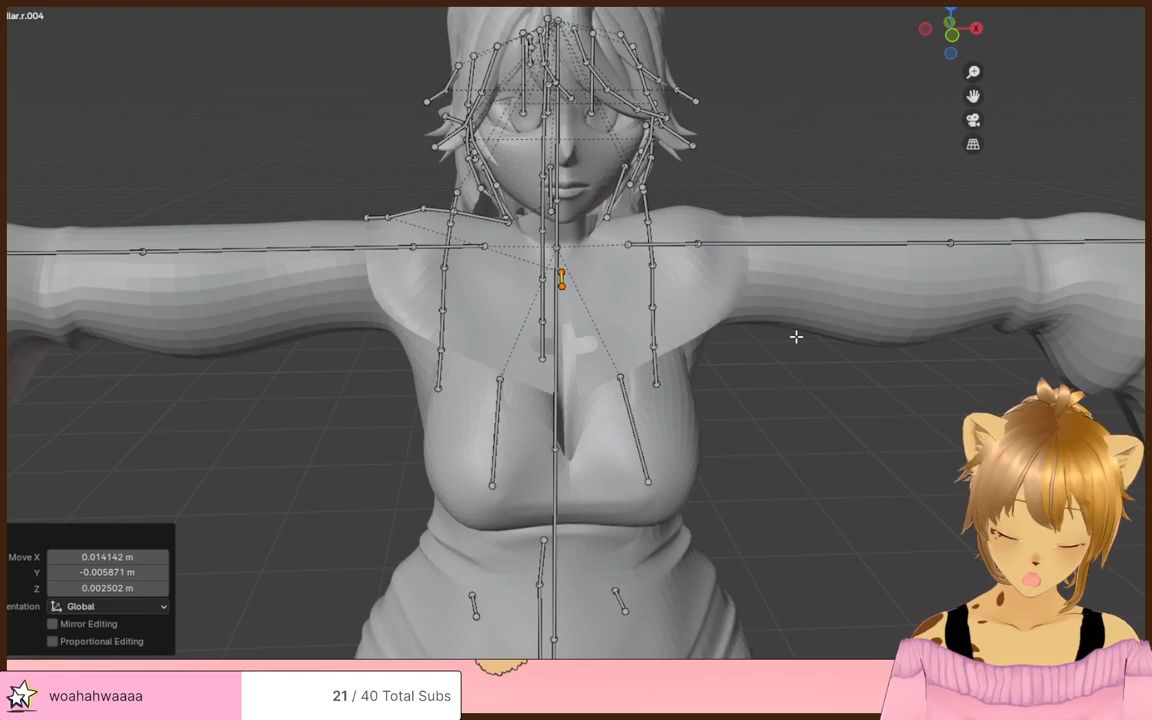 llar.r.004
X
Move X 0.014142 m
Y -0.005871 m
Z 0.002502 m
entation Global
Mirror Editing
Proportional Editing
woahahwaaaa
21 / 40 Total Subs